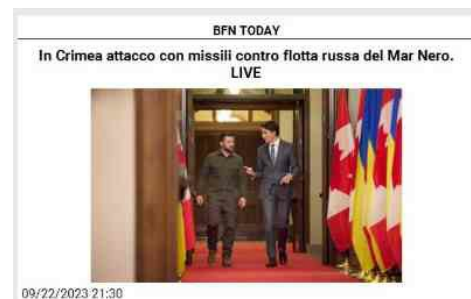 BFN TODAY
In Crimea attacco con missili contro flotta russa del Mar Nero.
LIVE
09/22/2023 21:30